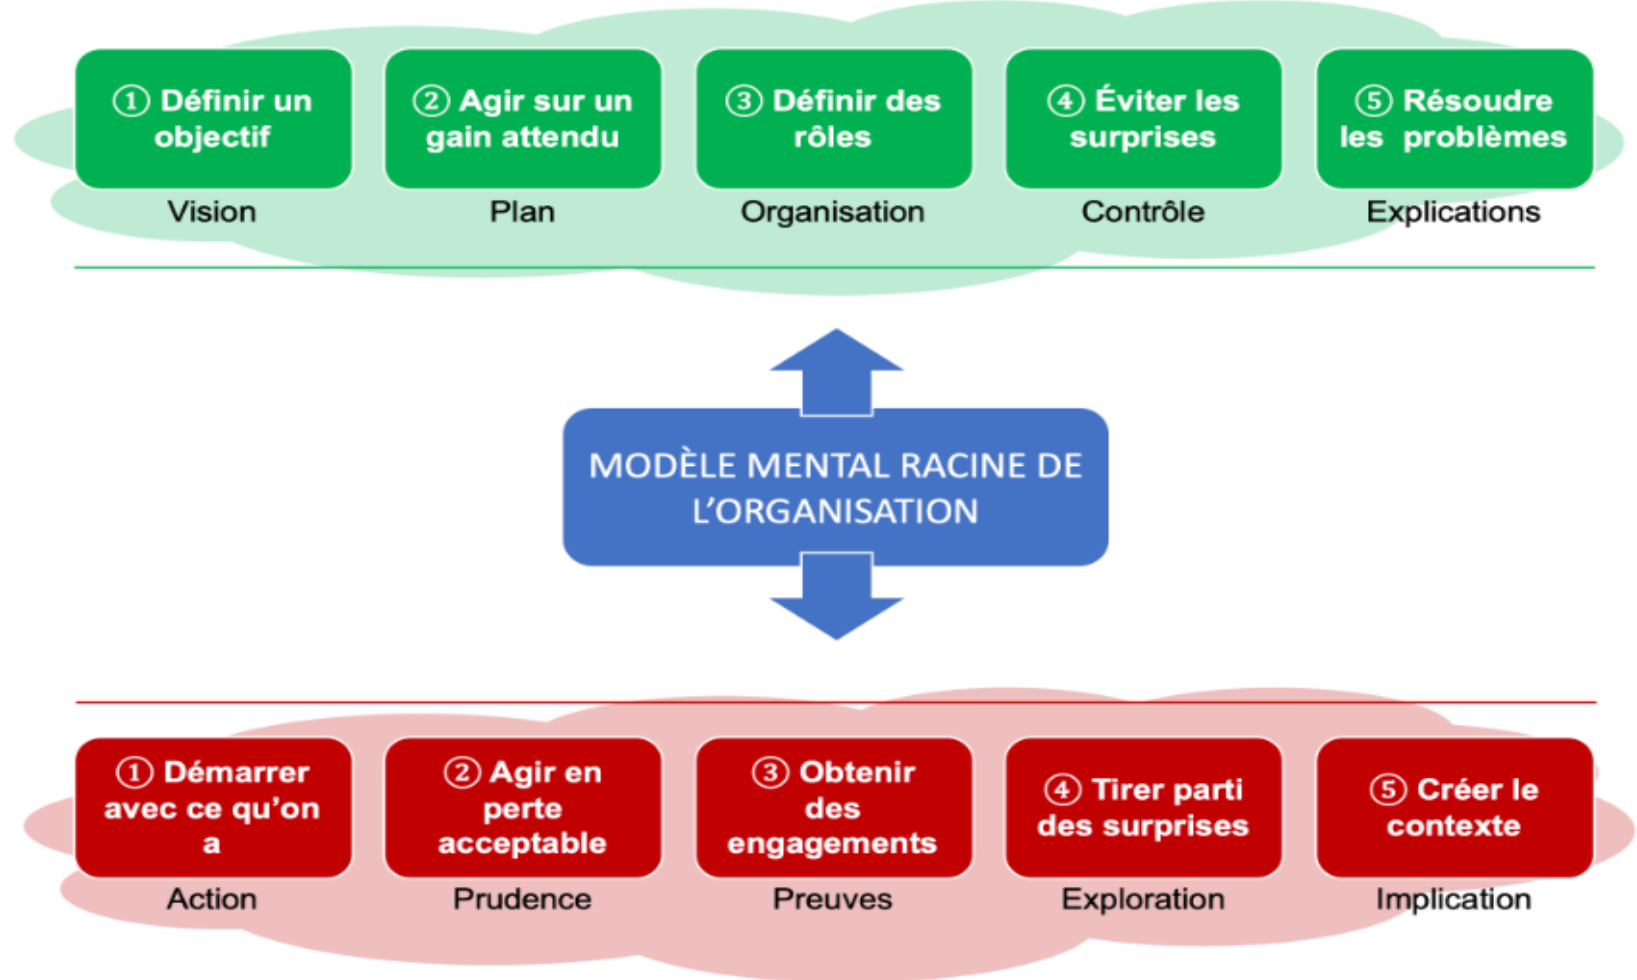 ① Définir un
objectif
② Agir sur un
gain attendu
③ Définir des
rôles
④ Éviter les
surprises
⑤ Résoudre
les problèmes
Vision
Plan
Organisation
Contrôle
Explications
MODÈLE MENTAL RACINE DE
L’ORGANISATION
① Démarrer
avec ce qu’on
a
② Agir en
perte
acceptable
③ Obtenir
des
engagements
④ Tirer parti
des surprises
⑤ Créer le
contexte
Action
Prudence
Preuves
Exploration
Implication